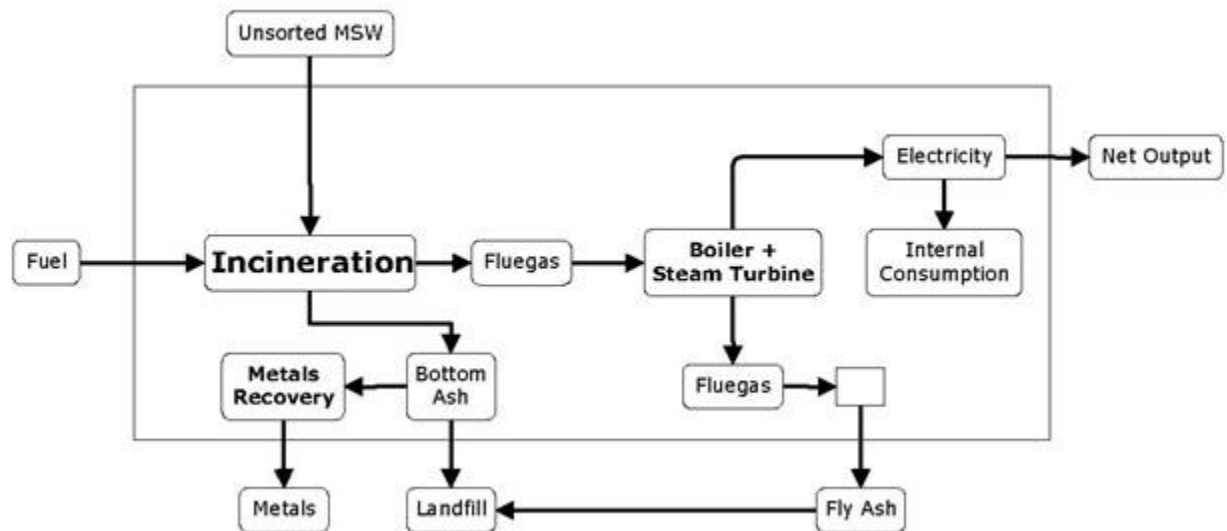 Unsorted MSW
Electricity
Net Output
Fuel
Incineration
Fluegas
Boiler +
Steam Turbine
Internal
Consumption
Metals
Recovery
Bottom
Ash
Fluegas
Metals
Landfill
Fly Ash